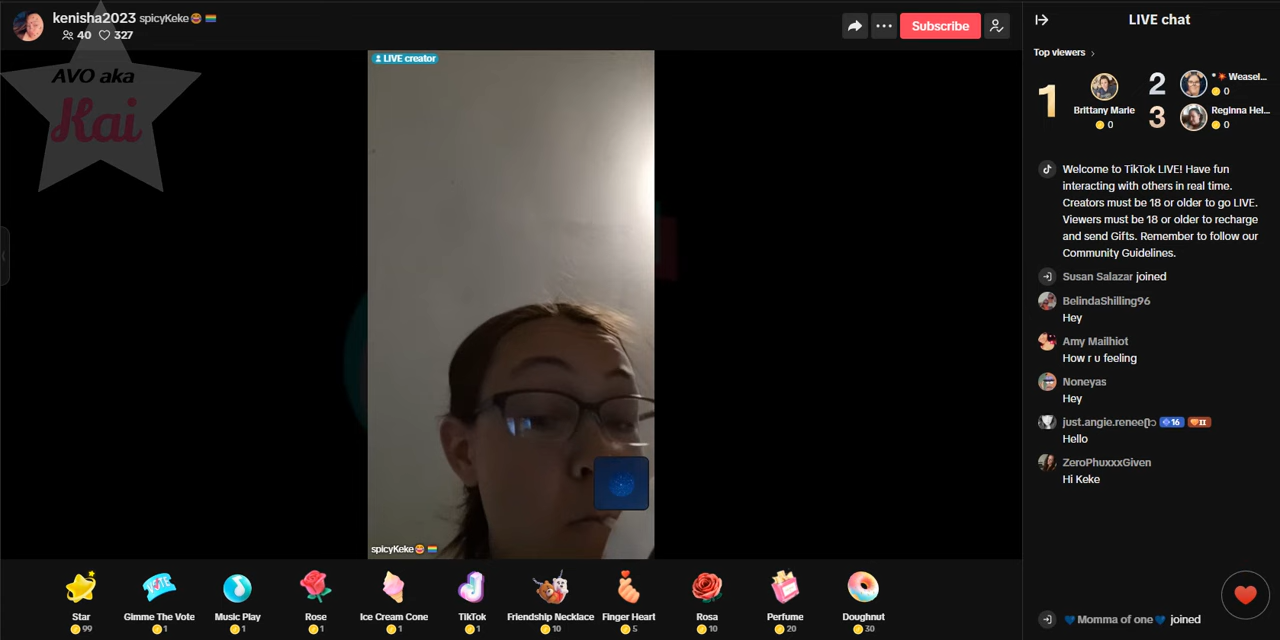 kenisha2023 spicyKeke
40 327
AVO aka
Kai
Subscribe
LIVE creator
spicyKeke
LIVE chat
Top viewers
1
Brittany Marie
0
2
Weasel...
0
3
Reginna Hel...
0
Welcome to TikTok LIVE! Have fun
interacting with others in real time.
Creators must be 18 or older to go LIVE.
Viewers must be 18 or older to recharge
and send Gifts. Remember to follow our
Community Guidelines.
Susan Salazar joined
BelindaShilling96
Hey
Amy Mailhiot
How r u feeling
Noneyas
Hey
just.angie.renee 16 II
Hello
ZeroPhuxxxGiven
Hi Keke
Momma of one joined
Star
99
Gimme The Vote
1
Music Play
1
Rose
1
Ice Cream Cone
1
TikTok
1
Friendship Necklace
10
Finger Heart
5
Rosa
10
Perfume
20
Doughnut
30